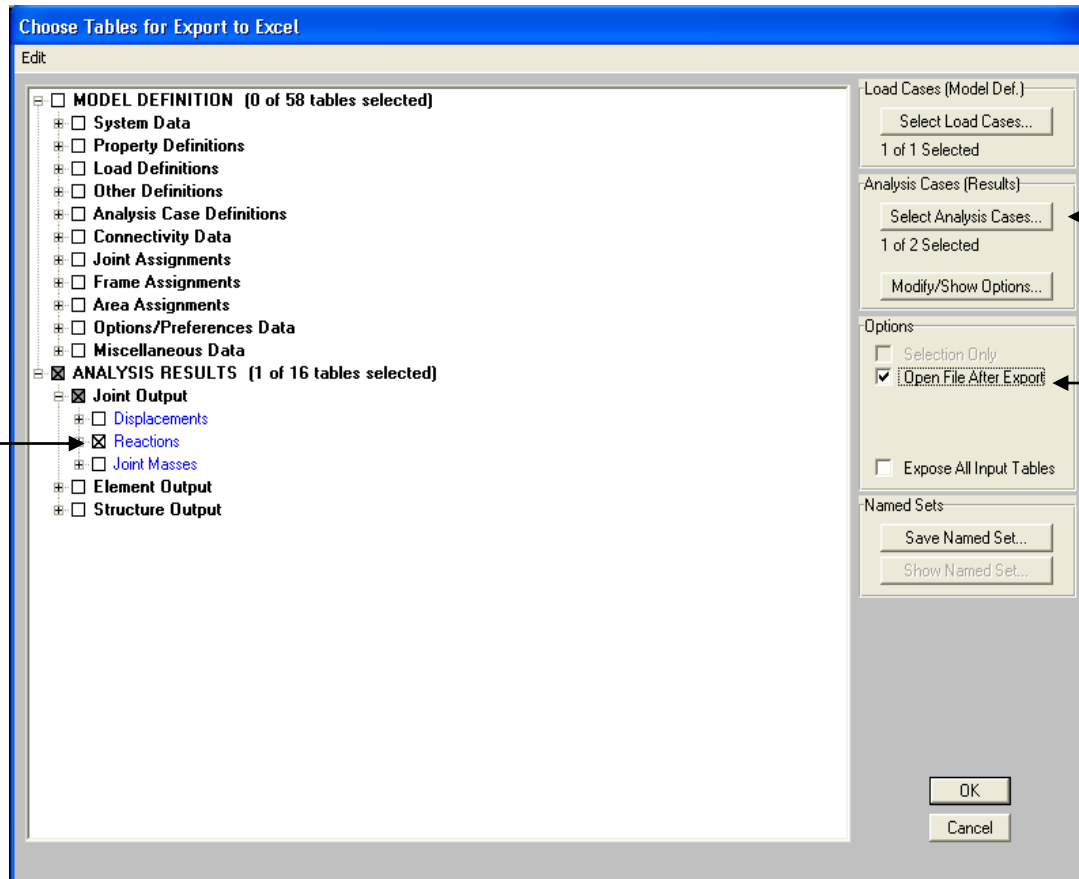 Choose Tables for Export to Excel
Edit
MODEL DEFINITION (0 of 58 tables selected)
System Data
Property Definitions
Load Definitions
Other Definitions
Analysis Case Definitions
Connectivity Data
Joint Assignments
Frame Assignments
Area Assignments
Options/Preferences Data
Miscellaneous Data
ANALYSIS RESULTS (1 of 16 tables selected)
Joint Output
Displacements
Reactions
Joint Masses
Element Output
Structure Output
Load Cases (Model Def.)
Select Load Cases...
1 of 1 Selected
Analysis Cases (Results)
Select Analysis Cases...
1 of 2 Selected
Modify/Show Options...
Options
Selection Only
Open File After Export
Expose All Input Tables
Named Sets
Save Named Set...
Show Named Set...
OK
Cancel